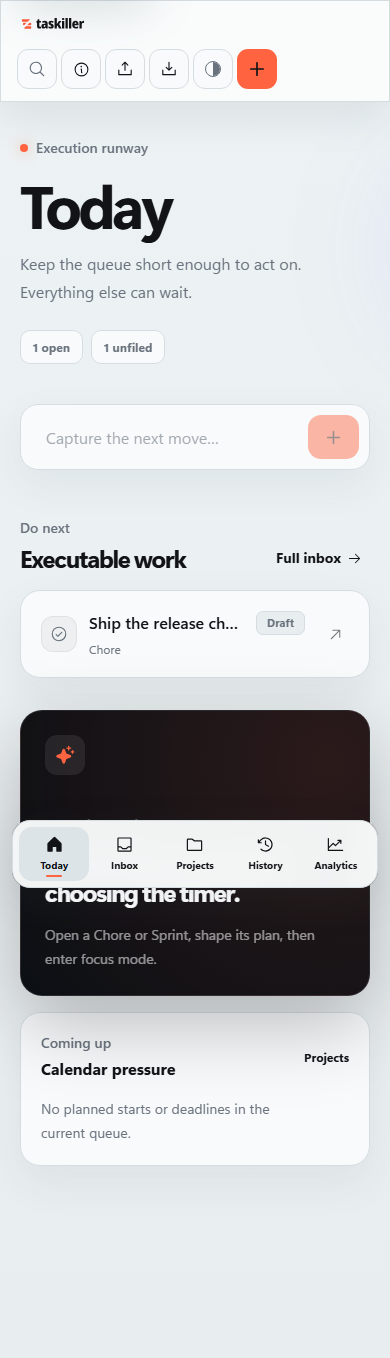 taskiller
Execution runway
Today
Keep the queue short enough to act on.
Everything else can wait.
1 open
1 unfiled
Capture the next move...
Do next
Executable work
Full inbox
Ship the release ch...
Draft
Chore
Today
Inbox
Projects
History
Analytics
choosing the timer.
Open a Chore or Sprint, shape its plan, then
enter focus mode.
Coming up
Calendar pressure
Projects
No planned starts or deadlines in the
current queue.